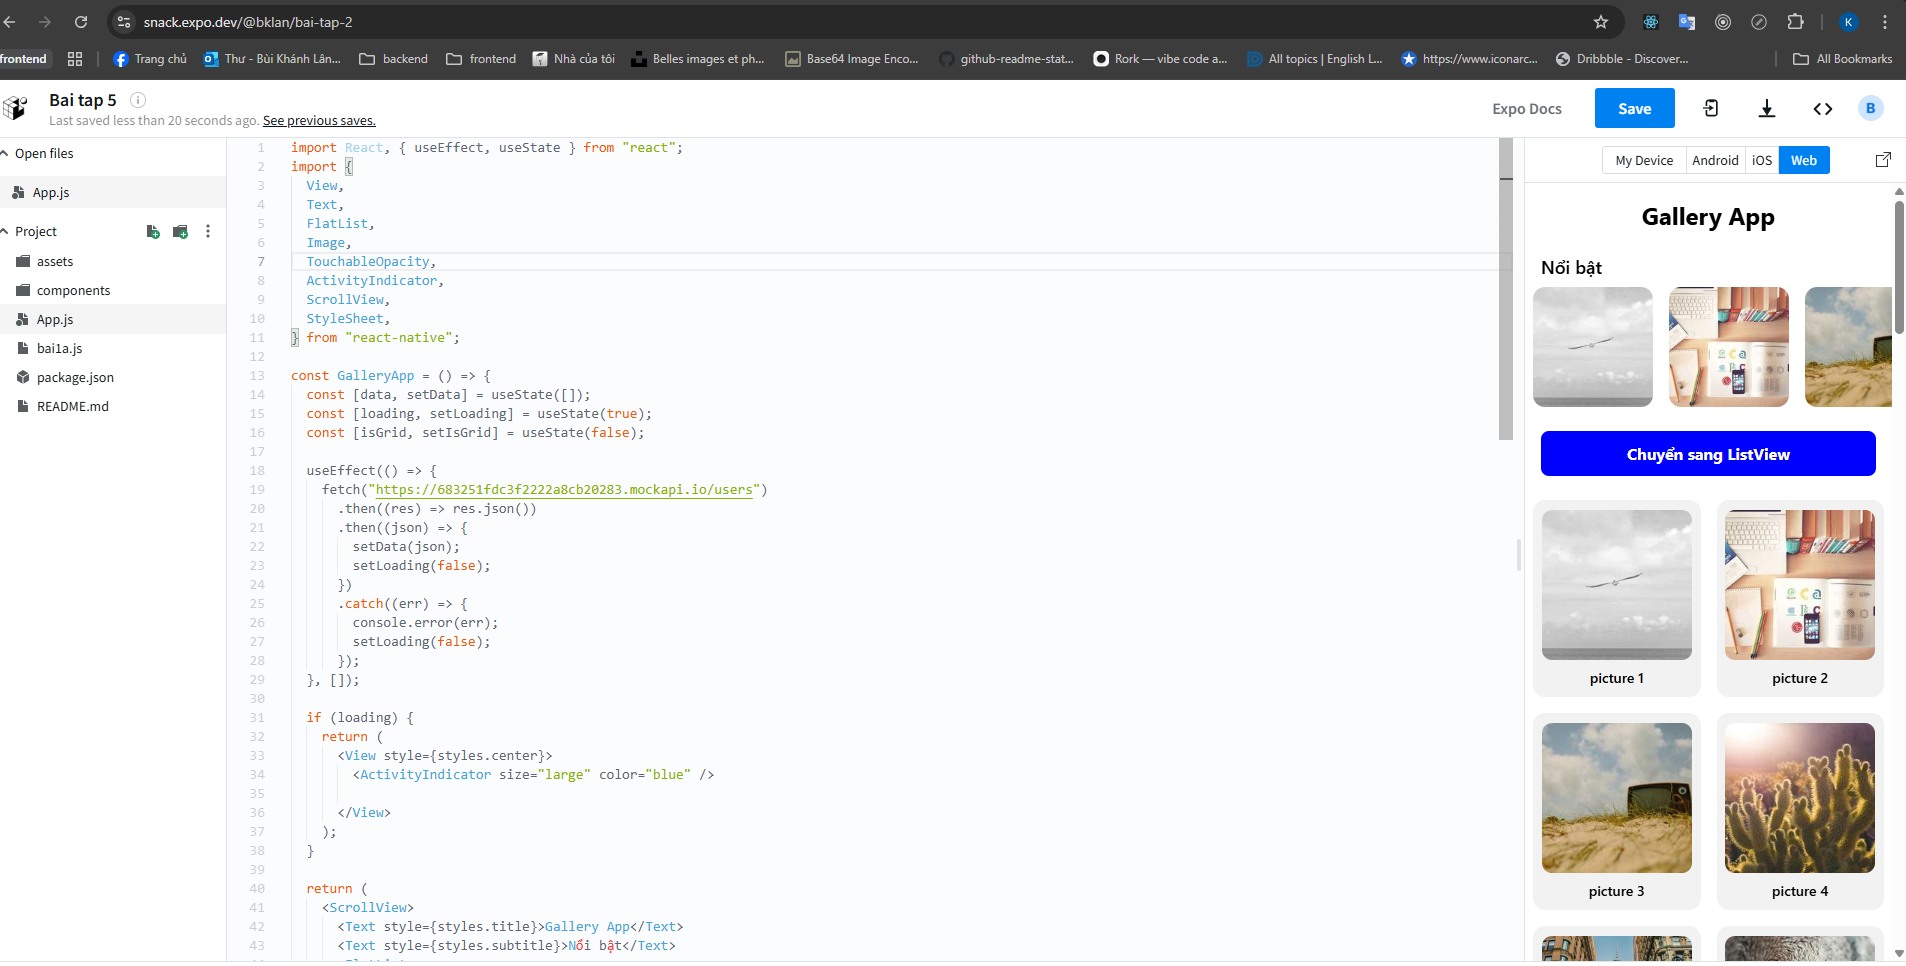 snack.expo.dev/@bklan/bai-tap-2
K
frontend
Trang chủ
Thư - Bùi Khánh Lân...
backend
frontend
Nhà của tôi
Belles images et ph...
Base64 Image Enco...
github-readme-stat...
Rork — vibe code a...
All topics | English L...
https://www.iconarc...
Dribbble - Discover...
All Bookmarks
Bai tap 5
Last saved less than 20 seconds ago. See previous saves.
Expo Docs
Save
B
Open files
App.js
Project
assets
components
App.js
bai1a.js
package.json
README.md
1 import React, { useEffect, useState } from "react";
2 import {
3 View,
4 Text,
5 FlatList,
6 Image,
7 TouchableOpacity,
8 ActivityIndicator,
9 ScrollView,
10 StyleSheet,
11 } from "react-native";
12
13 const GalleryApp = () => {
14 const [data, setData] = useState([]);
15 const [loading, setLoading] = useState(true);
16 const [isGrid, setIsGrid] = useState(false);
17
18 useEffect(() => {
19 fetch("https://683251fdc3f2222a8cb20283.mockapi.io/users")
20 .then((res) => res.json())
21 .then((json) => {
22 setData(json);
23 setLoading(false);
24 })
25 .catch((err) => {
26 console.error(err);
27 setLoading(false);
28 });
29 }, []);
30
31 if (loading) {
32 return (
33 <View style={styles.center}>
34 <ActivityIndicator size="large" color="blue" />
35
36 </View>
37 );
38 }
39
40 return (
41 <ScrollView>
42 <Text style={styles.title}>Gallery App</Text>
43 <Text style={styles.subtitle}>Nổi bật</Text>
My Device
Android
iOS
Web
Gallery App
Nổi bật
Chuyển sang ListView
picture 1
picture 2
picture 3
picture 4